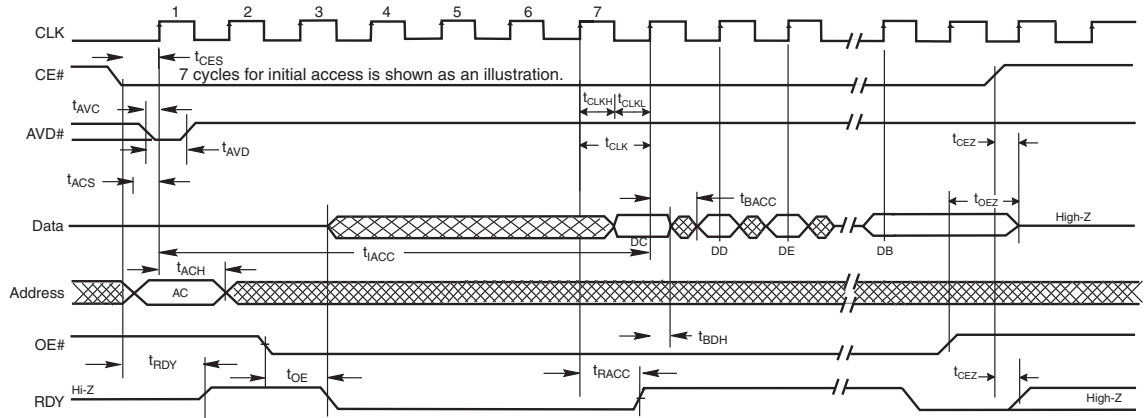 1 2 3 4 5 6 7
CLK
tCES
CE#
7 cycles for initial access is shown as an illustration.
tAVC
tCLKH tCLKL
AVD#
tAVD
tCLK
tCEZ
tACS
tBACC
tOEZ
Data
DC DD DE DB
High-Z
tIACC
tACH
Address
AC
OE#
tBDH
tRDY
tOE
tRACC
tCEZ
Hi-Z
RDY
High-Z